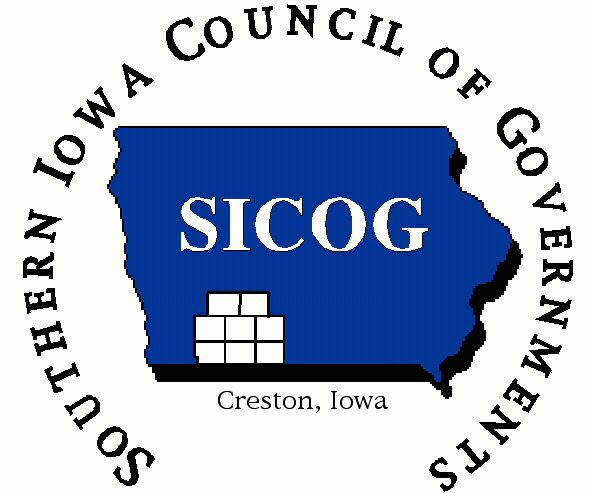 Southern Iowa Council of Governments
SICOG
Creston, Iowa